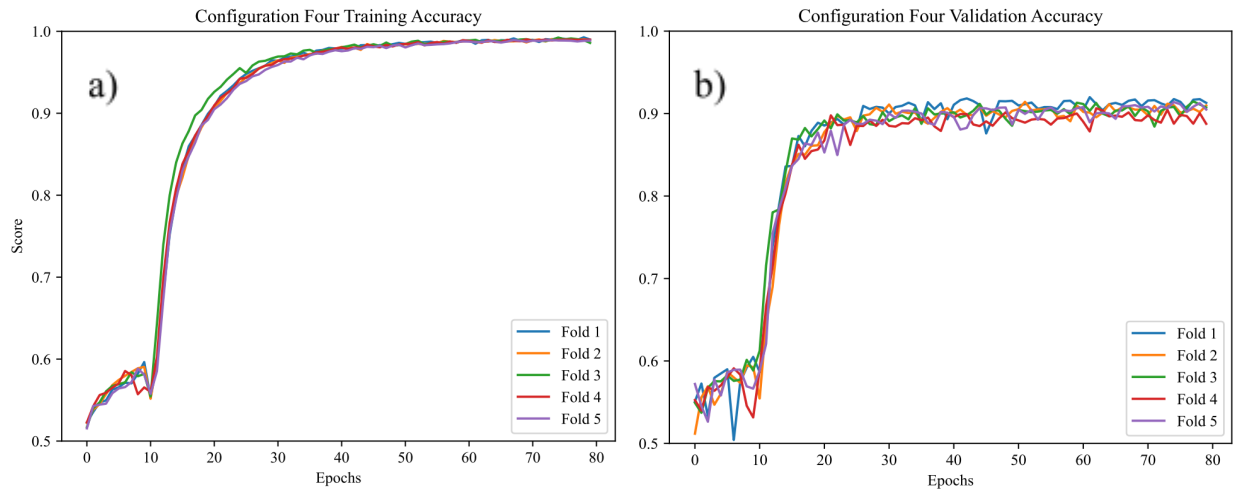 Configuration Four Training Accuracy
a)
Score
1.0
0.9
0.8
0.7
0.6
0.5
0 10 20 30 40 50 60 70 80
Epochs
Fold 1
Fold 2
Fold 3
Fold 4
Fold 5
Configuration Four Validation Accuracy
b)
1.0
0.9
0.8
0.7
0.6
0.5
0 10 20 30 40 50 60 70 80
Epochs
Fold 1
Fold 2
Fold 3
Fold 4
Fold 5